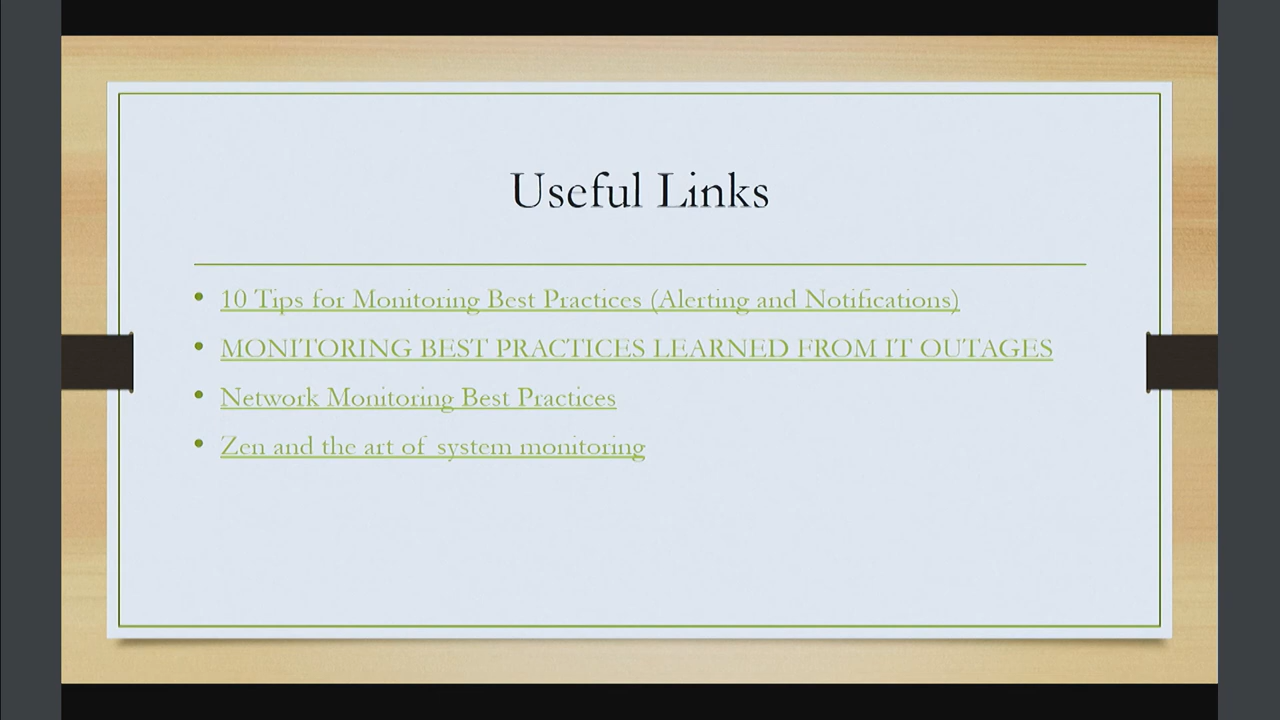 Useful Links
• 10 Tips for Monitoring Best Practices (Alerting and Notifications)
• MONITORING BEST PRACTICES LEARNED FROM IT OUTAGES
• Network Monitoring Best Practices
• Zen and the art of system monitoring